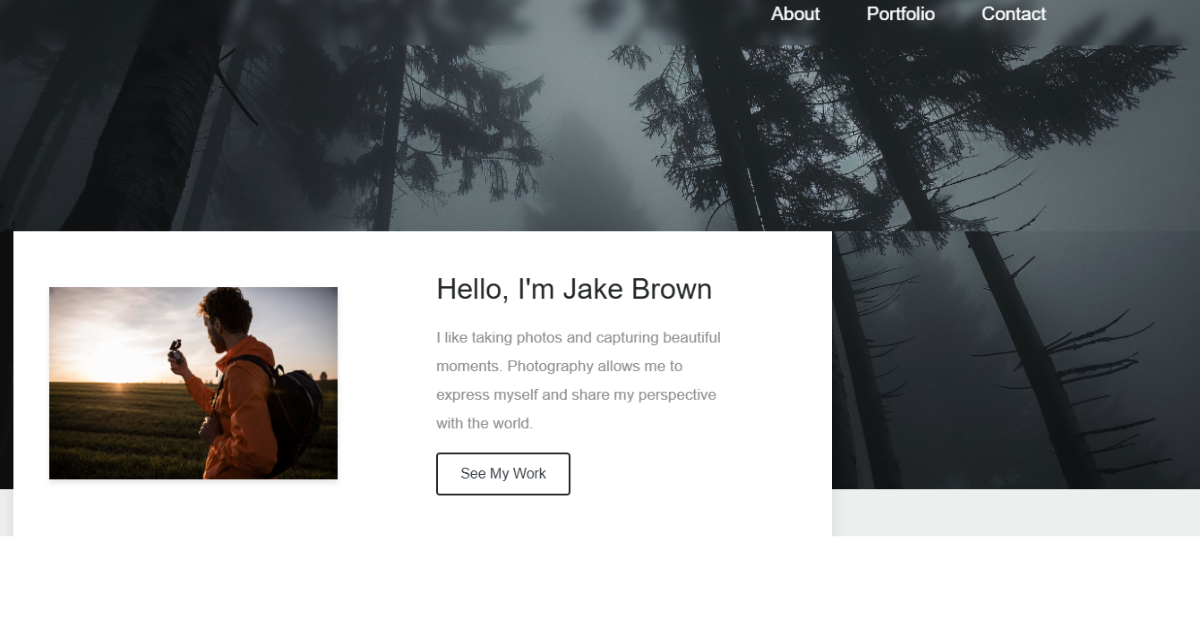 About Portfolio Contact
Hello, I'm Jake Brown
I like taking photos and capturing beautiful
moments. Photography allows me to
express myself and share my perspective
with the world.
See My Work